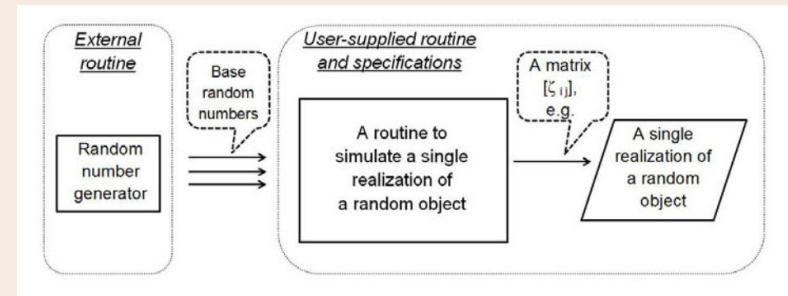 External
routine
Random
number
generator
Base
random
numbers
User-supplied routine
and specifications
A routine to
simulate a single
realization of
a random object
A matrix
[ζ ij],
e.g.
A single
realization of
a random
object